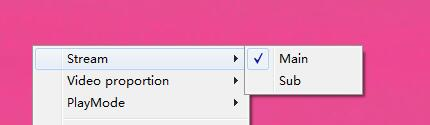 Stream
Main
Sub
Video proportion
PlayMode